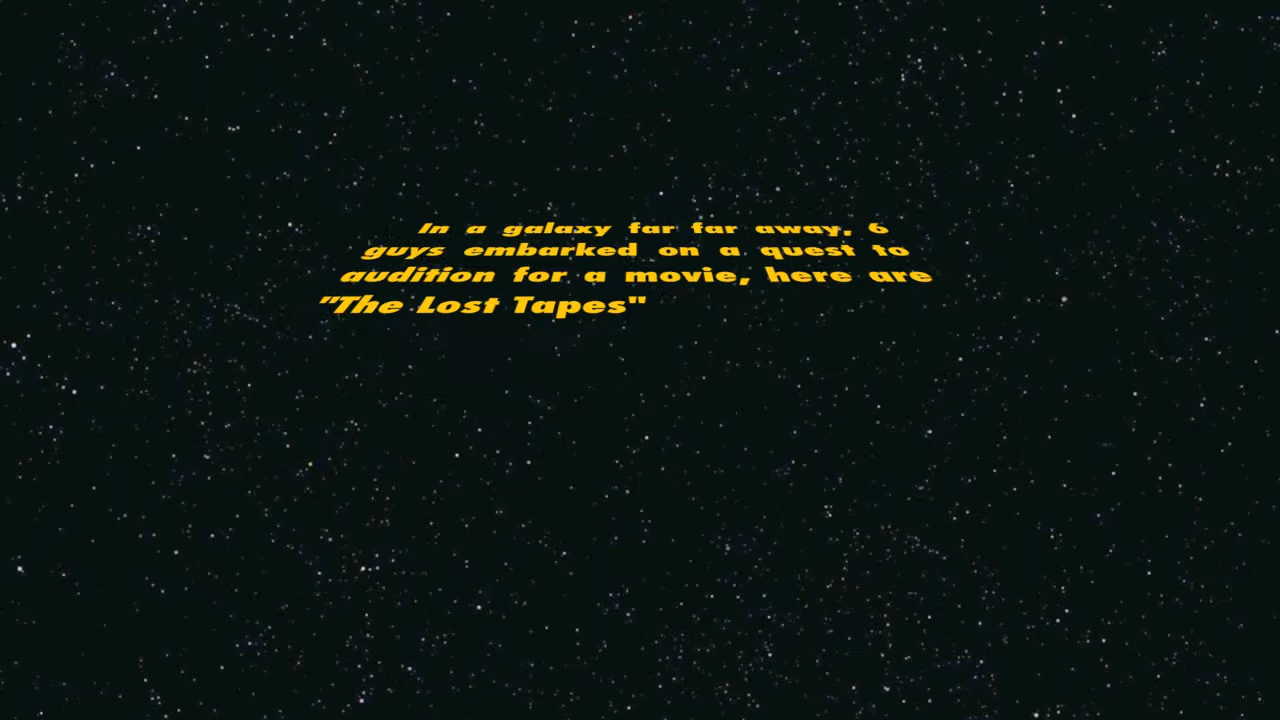 In a galaxy far far away, 6
guys embarked on a quest to
audition for a movie, here are
"The Lost Tapes"